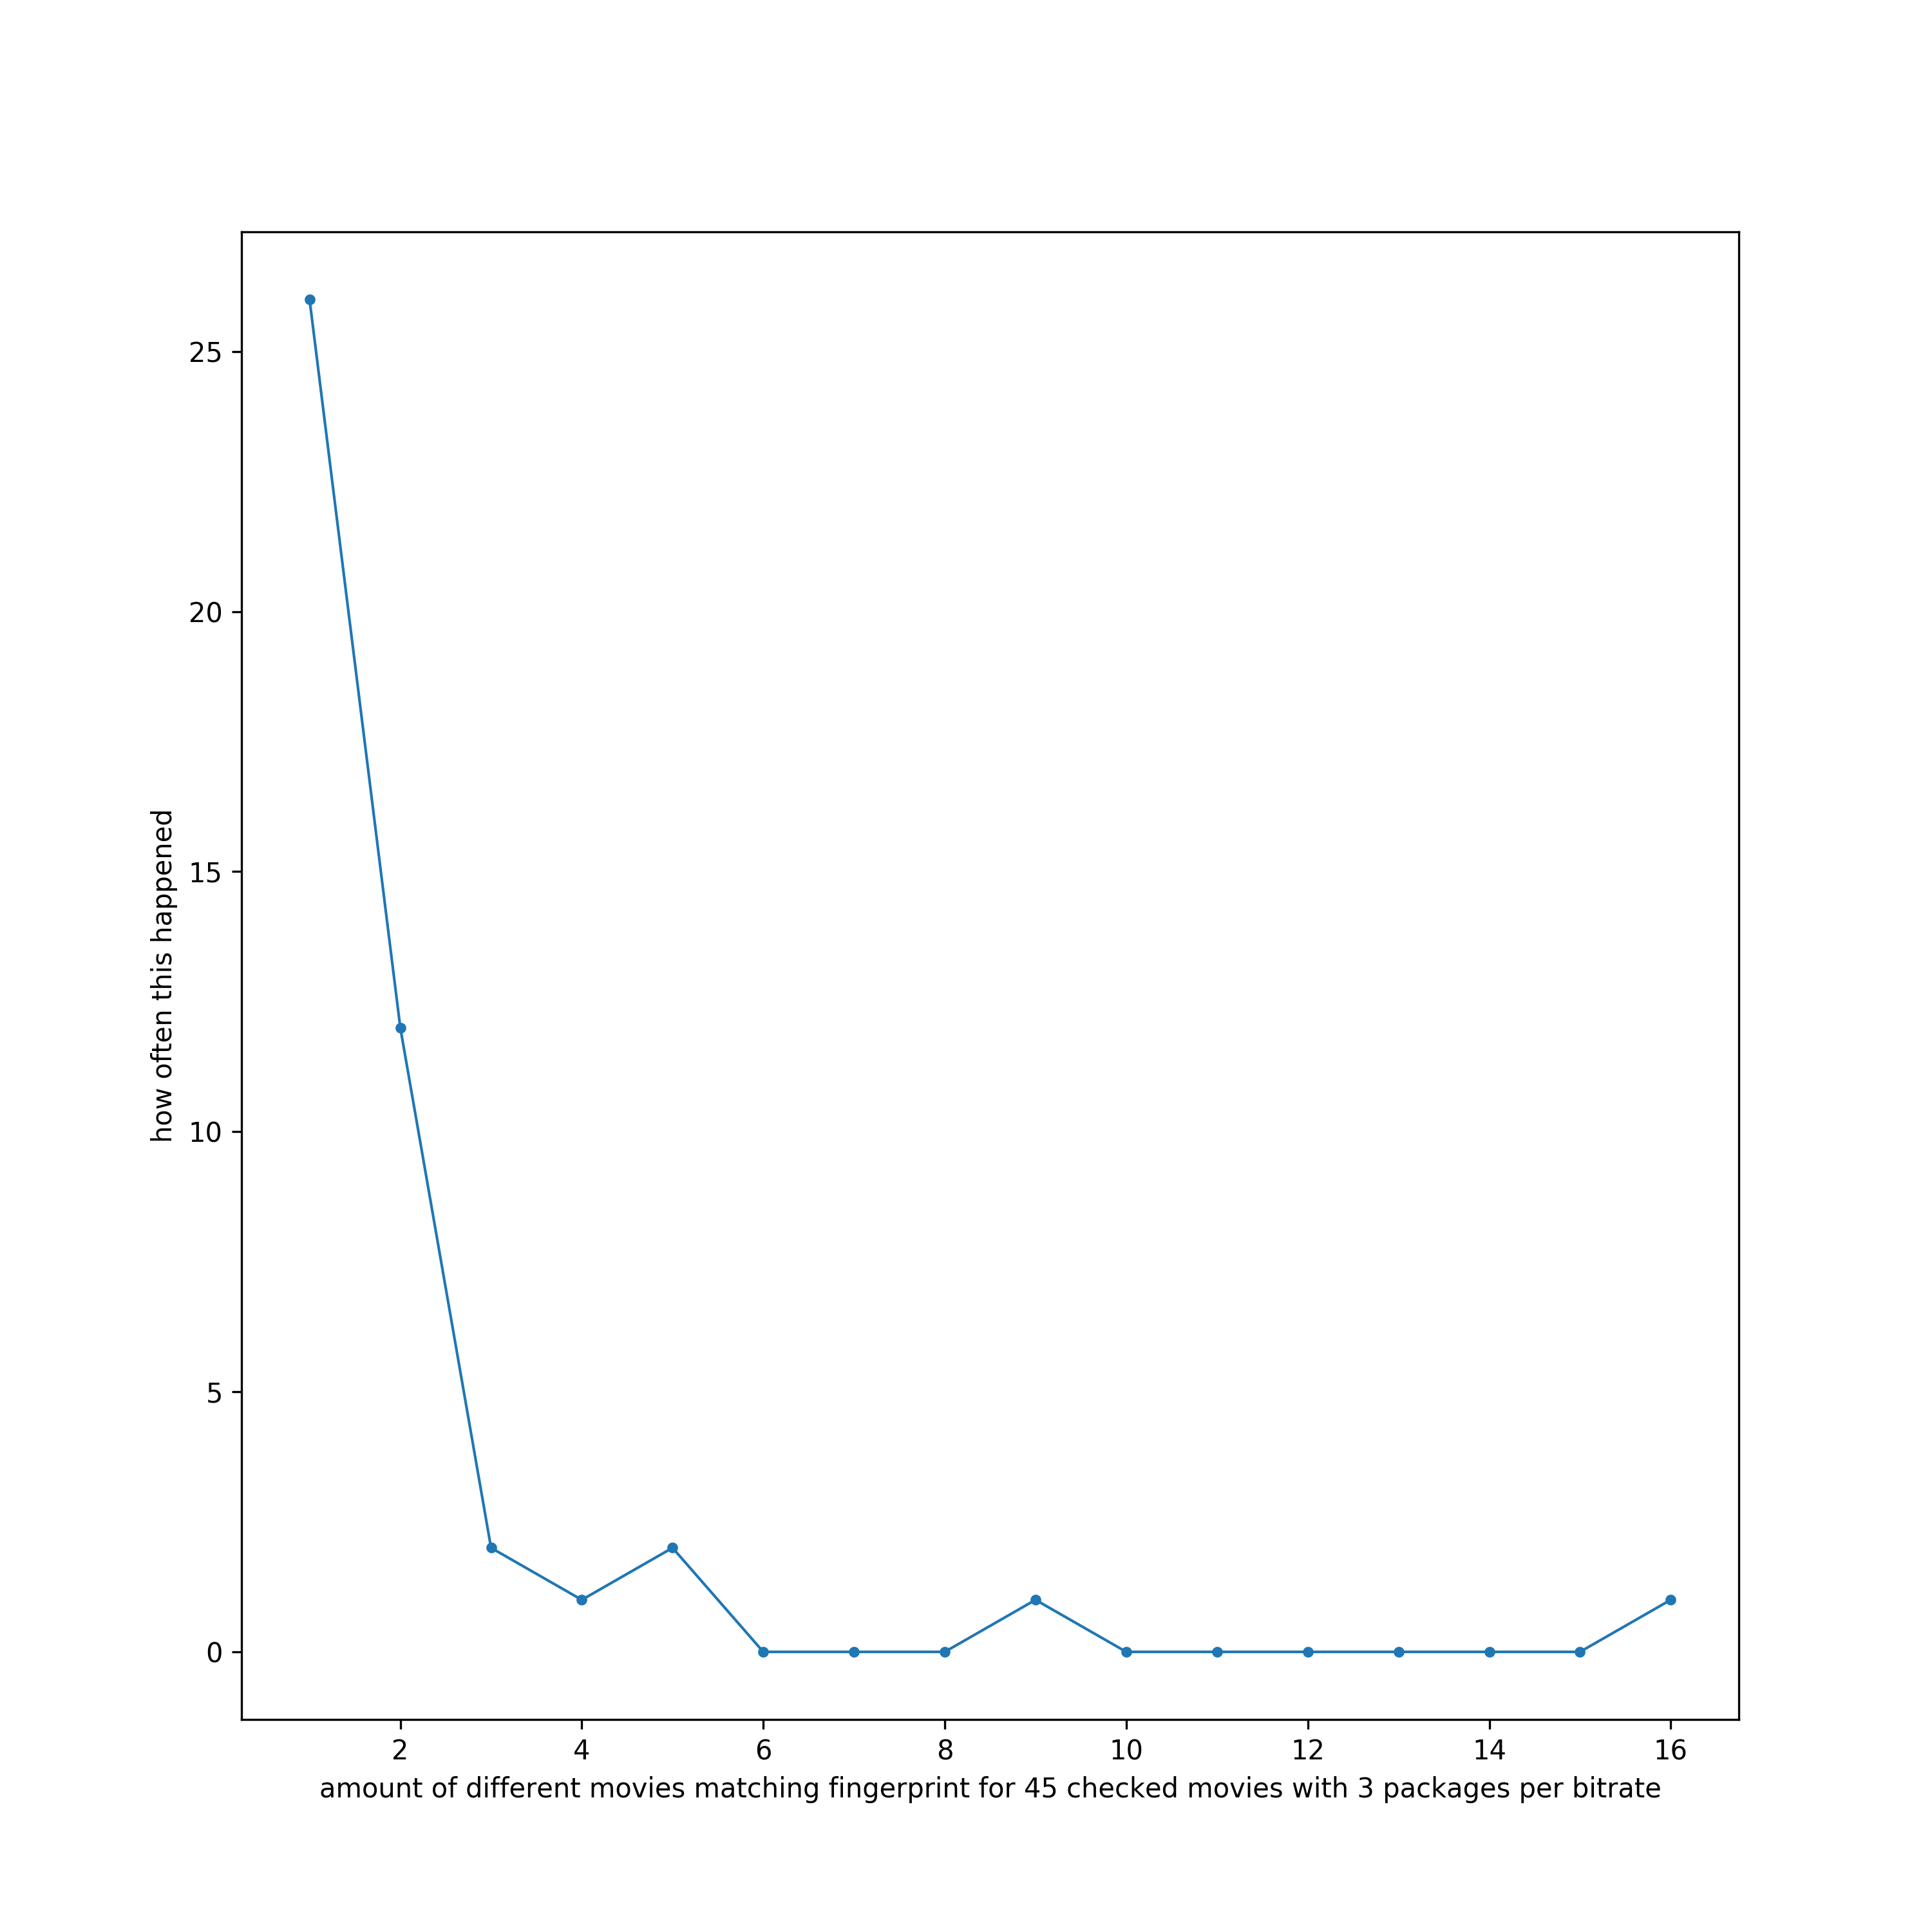 25
20
15
10
5
0
how often this happened
2 4 6 8 10 12 14 16
amount of different movies matching fingerprint for 45 checked movies with 3 packages per bitrate